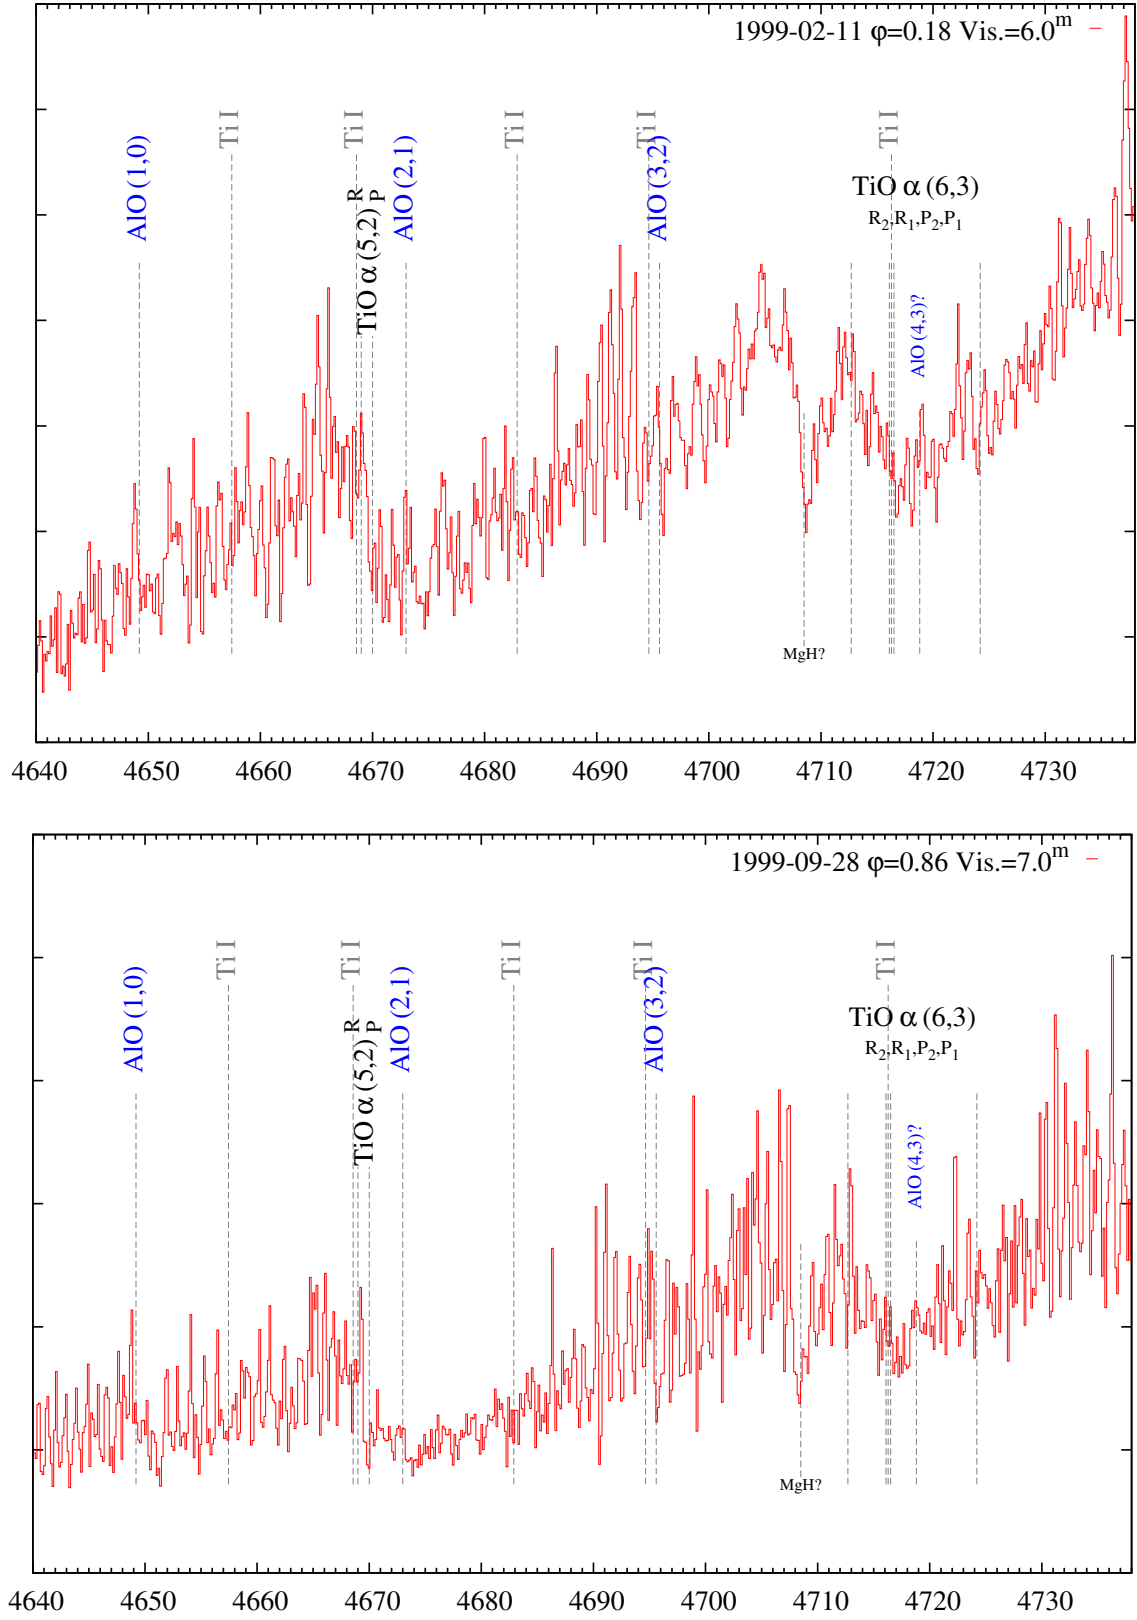 1999-02-11 φ=0.18 Vis.=6.0m
Ti I Ti I Ti I Ti I Ti I
AlO (1,0)
TiO α (5,2) R P
AlO (2,1)
AlO (3,2)
TiO α (6,3)
R2,R1,P2,P1
AlO (4,3)?
MgH?
4640 4650 4660 4670 4680 4690 4700 4710 4720 4730
1999-09-28 φ=0.86 Vis.=7.0m
Ti I Ti I Ti I Ti I Ti I
AlO (1,0)
TiO α (5,2) R P
AlO (2,1)
AlO (3,2)
TiO α (6,3)
R2,R1,P2,P1
AlO (4,3)?
MgH?
4640 4650 4660 4670 4680 4690 4700 4710 4720 4730